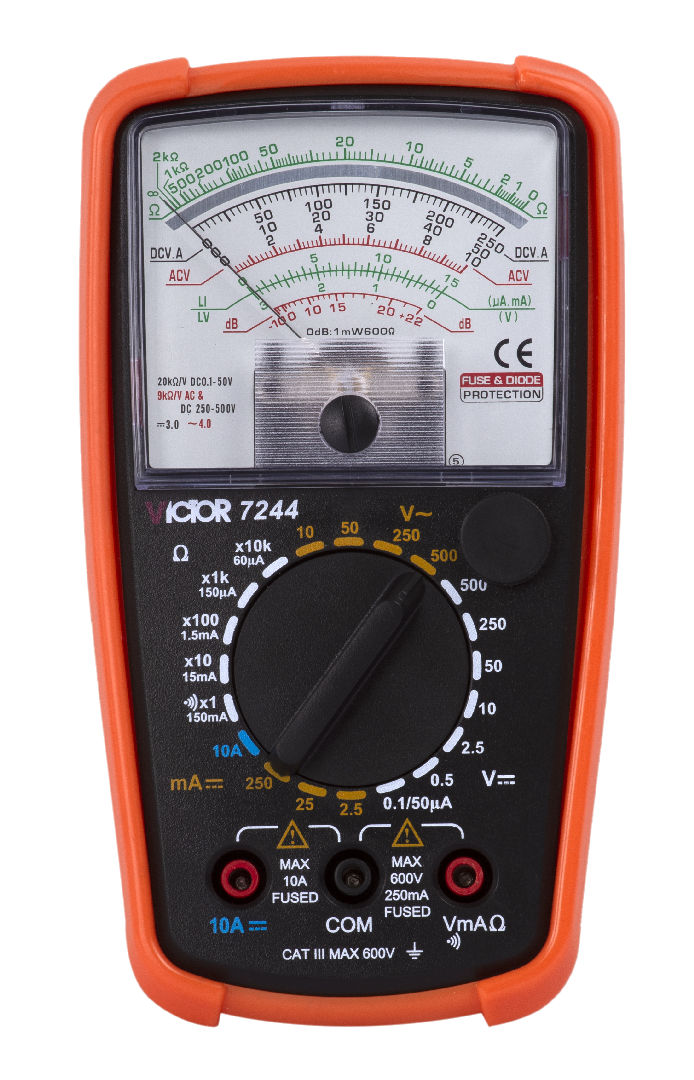 2kΩ
1kΩ
∞ 500 200 100 50 20 10 5 2 1 0
Ω Ω
0 50 100 150 200 250
0 10 20 30 40 50
0 2 4 6 8 10
DCV.A DCV.A
ACV ACV
0 5 10 15
LI (μA.mA)
LV (V)
3 2 1 0
dB -10 0 10 15 20 +22 dB
0dB:1mW600Ω
CE
20kΩ/V DC0.1-50V
9kΩ/V AC &
DC 250-500V
⎓3.0 ~4.0
FUSE & DIODE
PROTECTION
5
VICTOR 7244
V~
10 50 250 500
Ω
x10k
60μA
x1k
150μA
x100
1.5mA
x10
15mA
x1
150mA
500
250
50
10
2.5
0.5
V⎓
0.1/50μA
10A
mA⎓
250
25
2.5
MAX
10A
FUSED
MAX
600V
250mA
FUSED
10A⎓ COM VmAΩ
CAT III MAX 600V